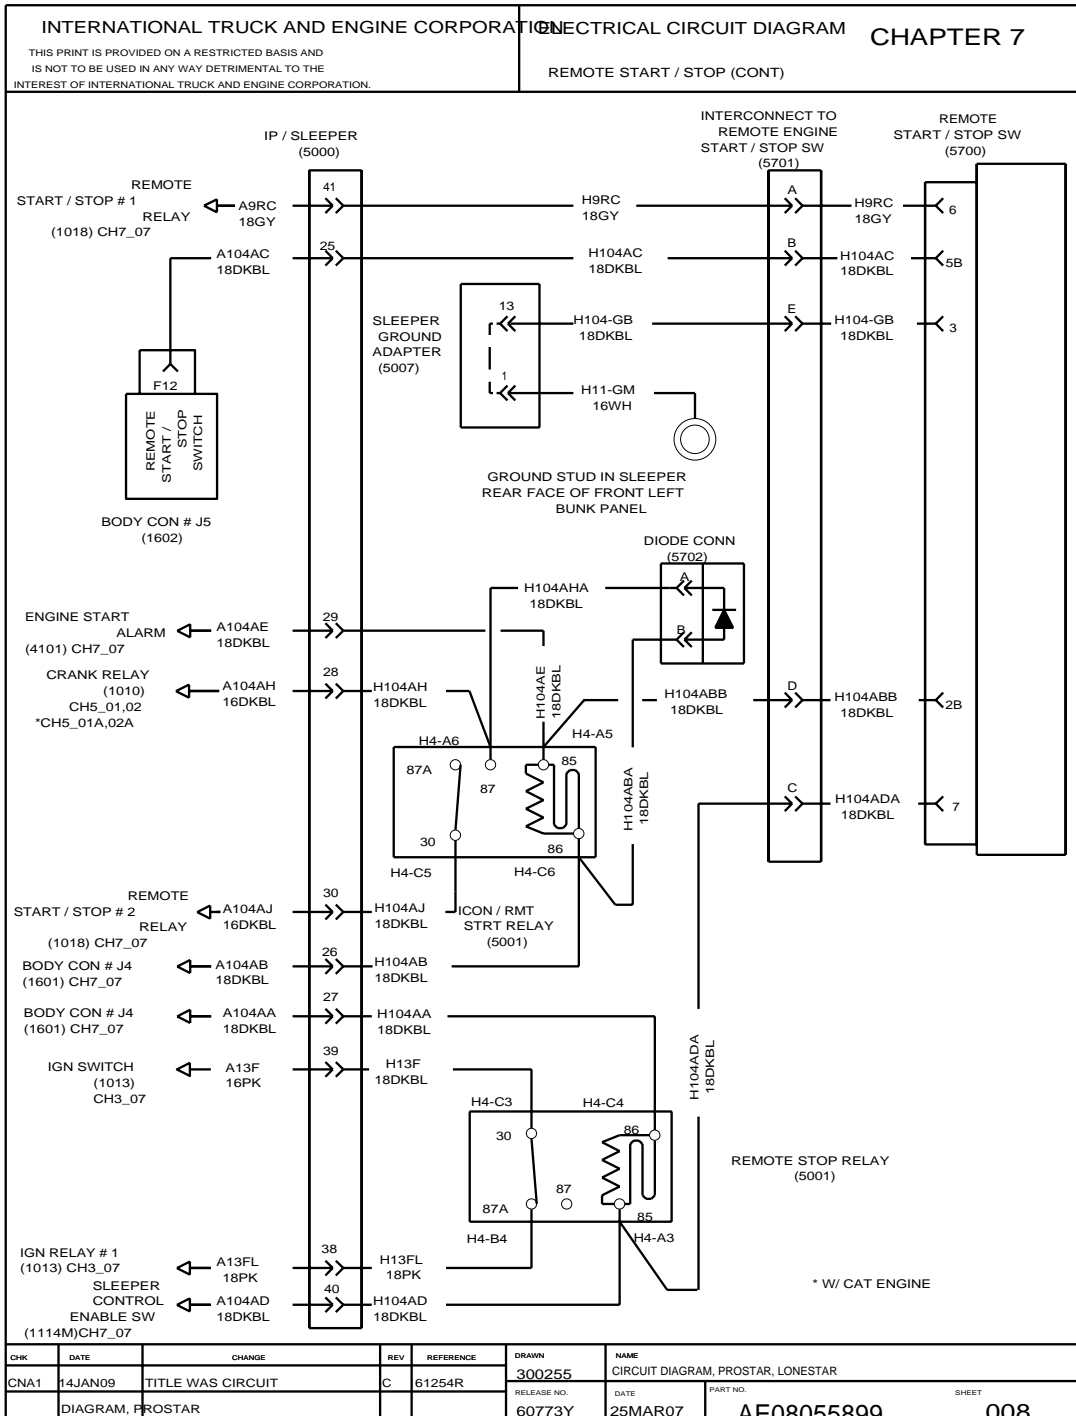 INTERNATIONAL TRUCK AND ENGINE CORPORATION
THIS PRINT IS PROVIDED ON A RESTRICTED BASIS AND
IS NOT TO BE USED IN ANY WAY DETRIMENTAL TO THE
INTEREST OF INTERNATIONAL TRUCK AND ENGINE CORPORATION.
ELECTRICAL CIRCUIT DIAGRAM
REMOTE START / STOP (CONT)
CHAPTER 7
IP / SLEEPER
(5000)
INTERCONNECT TO
REMOTE ENGINE
START / STOP SW
(5701)
REMOTE
START / STOP SW
(5700)
REMOTE
START / STOP # 1
RELAY
(1018) CH7_07
A9RC
18GY
41
H9RC
18GY
A
H9RC
18GY
6
A104AC
18DKBL
25
H104AC
18DKBL
B
H104AC
18DKBL
5B
SLEEPER
GROUND
ADAPTER
(5007)
13
H104-GB
18DKBL
E
H104-GB
18DKBL
3
1
H11-GM
16WH
GROUND STUD IN SLEEPER
REAR FACE OF FRONT LEFT
BUNK PANEL
F12
REMOTE
START /
STOP
SWITCH
BODY CON # J5
(1602)
DIODE CONN
(5702)
A
B
H104AHA
18DKBL
ENGINE START
ALARM
(4101) CH7_07
A104AE
18DKBL
29
H104AE
18DKBL
CRANK RELAY
(1010)
CH5_01,02
*CH5_01A,02A
A104AH
16DKBL
28
H104AH
18DKBL
H104ABB
18DKBL
D
H104ABB
18DKBL
2B
H4-A6
H4-A5
87A
87
85
30
86
H4-C5
H4-C6
H104ABA
18DKBL
C
H104ADA
18DKBL
7
ICON / RMT
STRT RELAY
(5001)
REMOTE
START / STOP # 2
RELAY
(1018) CH7_07
A104AJ
16DKBL
30
H104AJ
18DKBL
BODY CON # J4
(1601) CH7_07
A104AB
18DKBL
26
H104AB
18DKBL
BODY CON # J4
(1601) CH7_07
A104AA
18DKBL
27
H104AA
18DKBL
IGN SWITCH
(1013)
CH3_07
A13F
16PK
39
H13F
18DKBL
H104ADA
18DKBL
H4-C3
H4-C4
30
86
87A
87
85
H4-B4
H4-A3
REMOTE STOP RELAY
(5001)
IGN RELAY # 1
(1013) CH3_07
A13FL
18PK
38
H13FL
18PK
SLEEPER
CONTROL
ENABLE SW
(1114M)CH7_07
A104AD
18DKBL
40
H104AD
18DKBL
* W/ CAT ENGINE
CHK DATE CHANGE REV REFERENCE
CNA1 14JAN09 TITLE WAS CIRCUIT C 61254R
DIAGRAM, PROSTAR
DRAWN
300255
NAME
CIRCUIT DIAGRAM, PROSTAR, LONESTAR
RELEASE NO.
60773Y
DATE
25MAR07
PART NO.
AE08055899
SHEET
008